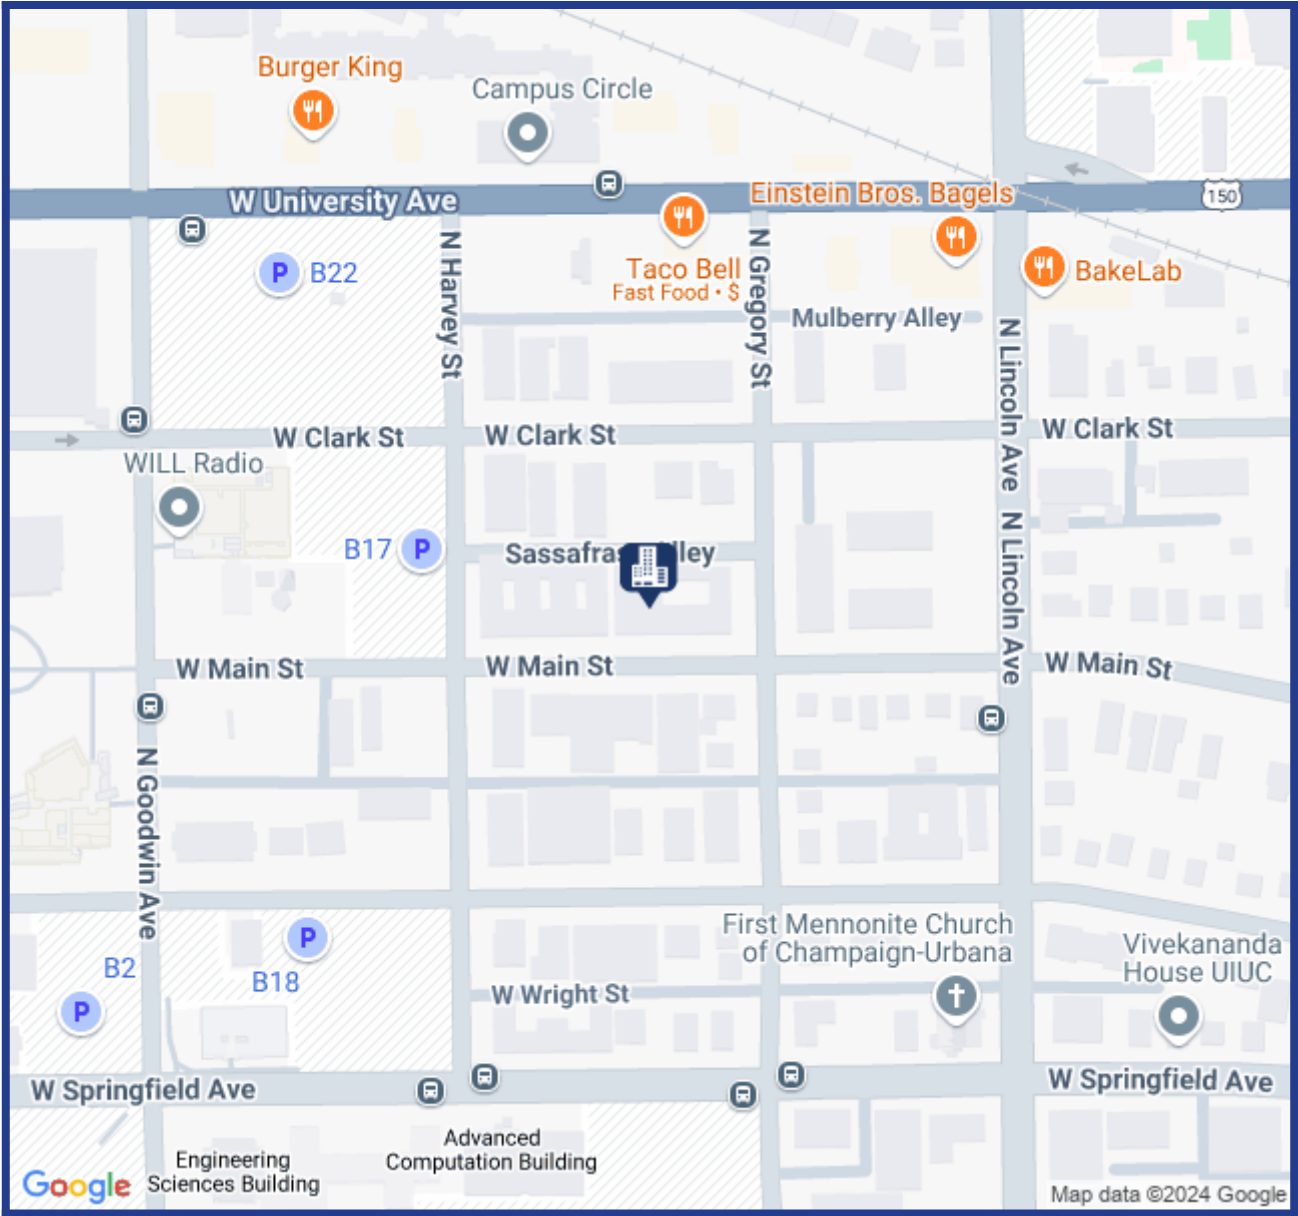 Burger King
Campus Circle
W University Ave
Einstein Bros. Bagels
150
P B22
N Harvey St
Taco Bell
Fast Food • $
N Gregory St
BakeLab
Mulberry Alley
N Lincoln Ave
W Clark St
W Clark St
W Clark St
WILL Radio
B17 P
Sassafras Alley
N Lincoln Ave
W Main St
W Main St
W Main St
N Goodwin Ave
First Mennonite Church
of Champaign-Urbana
Vivekananda
House UIUC
B2
P
P
B18
W Wright St
W Springfield Ave
W Springfield Ave
Advanced
Computation Building
Engineering
Sciences Building
Google
Map data ©2024 Google